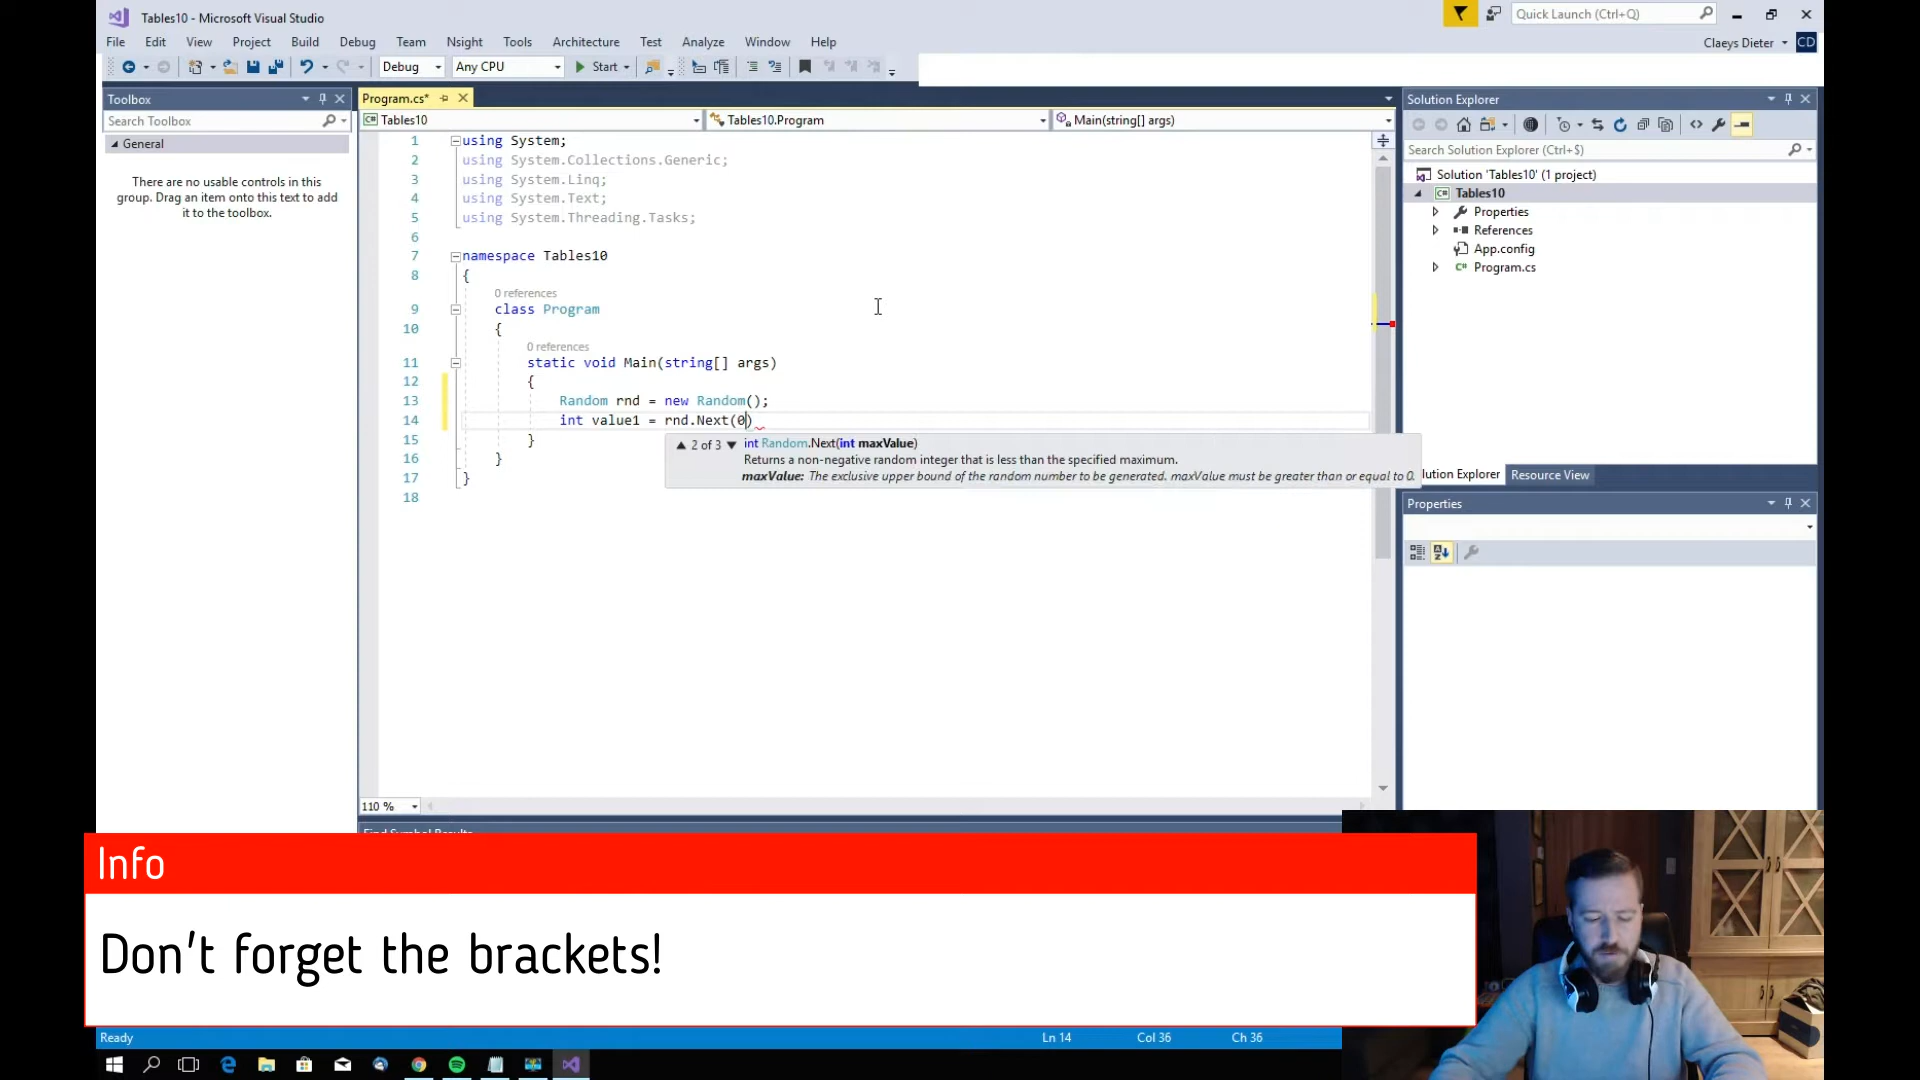 Tables10 - Microsoft Visual Studio
Quick Launch (Ctrl+Q)
File Edit View Project Build Debug Team Nsight Tools Architecture Test Analyze Window Help
Claeys Dieter CD
Debug Any CPU Start
Toolbox
Search Toolbox
General
There are no usable controls in this
group. Drag an item onto this text to add
it to the toolbox.
Program.cs*
Tables10 Tables10.Program Main(string[] args)
1 using System;
2 using System.Collections.Generic;
3 using System.Linq;
4 using System.Text;
5 using System.Threading.Tasks;
6
7 namespace Tables10
8 {
0 references
9 class Program
10 {
0 references
11 static void Main(string[] args)
12 {
13 Random rnd = new Random();
14 int value1 = rnd.Next(0)
15 }
16 }
17 }
18
2 of 3 int Random.Next(int maxValue)
Returns a non-negative random integer that is less than the specified maximum.
maxValue: The exclusive upper bound of the random number to be generated. maxValue must be greater than or equal to 0.
110 %
Solution Explorer
Search Solution Explorer (Ctrl+$)
Solution 'Tables10' (1 project)
Tables10
Properties
References
App.config
Program.cs
lution Explorer Resource View
Properties
Find Symbol Results
Info
Don't forget the brackets!
Ready Ln 14 Col 36 Ch 36